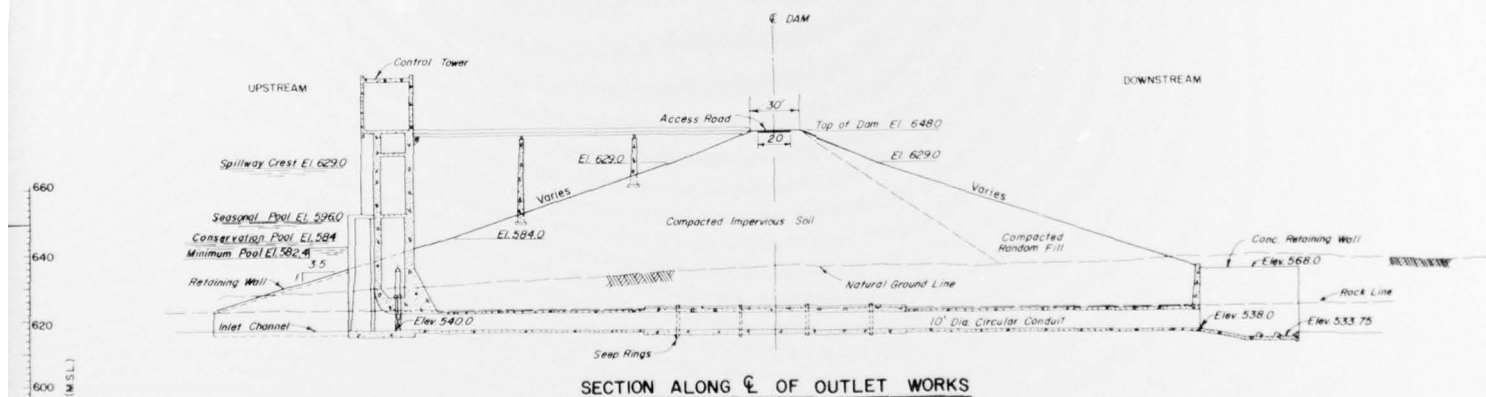 ℄ DAM
Control Tower
UPSTREAM
DOWNSTREAM
30'
Access Road
Top of Dam El. 648.0
20
Spillway Crest El. 629.0
El. 629.0
El. 629.0
Varies
Varies
660
Seasonal Pool El. 596.0
Compacted Impervious Soil
Conservation Pool El. 584
El. 584.0
Compacted
Random Fill
Conc. Retaining Wall
Minimum Pool El. 582.4
640
3.5
1
Elev. 568.0
Retaining Wall
Natural Ground Line
Rock Line
620
Inlet Channel
Elev. 540.0
10' Dia. Circular Conduit
Elev. 538.0
Elev. 533.75
Seep Rings
600
(M.S.L.)
SECTION ALONG ℄ OF OUTLET WORKS